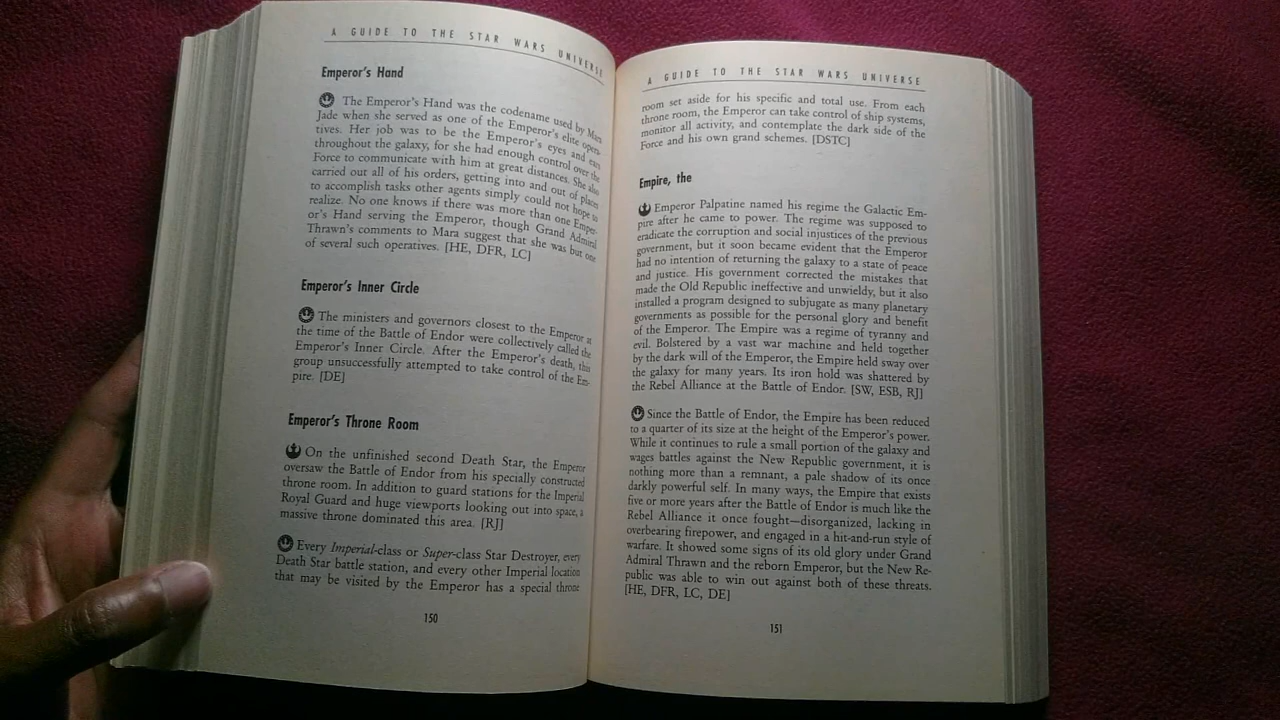 A GUIDE TO THE STAR WARS UNIVERSE
Emperor's Hand
The Emperor's Hand was the codename used by Mara
Jade when she served as one of the Emperor's elite opera-
tives. Her job was to be the Emperor's eyes and ears
throughout the galaxy, for she had enough control over the
Force to communicate with him at great distances. She also
carried out all of his orders, getting into and out of places
to accomplish tasks other agents simply could not hope to
realize. No one knows if there was more than one Emper-
or's Hand serving the Emperor, though Grand Admiral
Thrawn's comments to Mara suggest that she was but one
of several such operatives. [HE, DFR, LC]
Emperor's Inner Circle
The ministers and governors closest to the Emperor at
the time of the Battle of Endor were collectively called the
Emperor's Inner Circle. After the Emperor's death, this
group unsuccessfully attempted to take control of the Em-
pire. [DE]
Emperor's Throne Room
On the unfinished second Death Star, the Emperor
oversaw the Battle of Endor from his specially constructed
throne room. In addition to guard stations for the Imperial
Royal Guard and huge viewports looking out into space, a
massive throne dominated this area. [RJ]
Every Imperial-class or Super-class Star Destroyer, every
Death Star battle station, and every other Imperial location
that may be visited by the Emperor has a special throne
150
A GUIDE TO THE STAR WARS UNIVERSE
room set aside for his specific and total use. From each
throne room, the Emperor can take control of ship systems,
monitor all activity, and contemplate the dark side of the
Force and his own grand schemes. [DSTC]
Empire, the
Emperor Palpatine named his regime the Galactic Em-
pire after he came to power. The regime was supposed to
eradicate the corruption and social injustices of the previous
government, but it soon became evident that the Emperor
had no intention of returning the galaxy to a state of peace
and justice. His government corrected the mistakes that
made the Old Republic ineffective and unwieldy, but it also
installed a program designed to subjugate as many planetary
governments as possible for the personal glory and benefit
of the Emperor. The Empire was a regime of tyranny and
evil. Bolstered by a vast war machine and held together
by the dark will of the Emperor, the Empire held sway over
the galaxy for many years. Its iron hold was shattered by
the Rebel Alliance at the Battle of Endor. [SW, ESB, RJ]
Since the Battle of Endor, the Empire has been reduced
to a quarter of its size at the height of the Emperor's power.
While it continues to rule a small portion of the galaxy and
wages battles against the New Republic government, it is
nothing more than a remnant, a pale shadow of its once
darkly powerful self. In many ways, the Empire that exists
five or more years after the Battle of Endor is much like the
Rebel Alliance it once fought—disorganized, lacking in
overbearing firepower, and engaged in a hit-and-run style of
warfare. It showed some signs of its old glory under Grand
Admiral Thrawn and the reborn Emperor, but the New Re-
public was able to win out against both of these threats.
[HE, DFR, LC, DE]
151